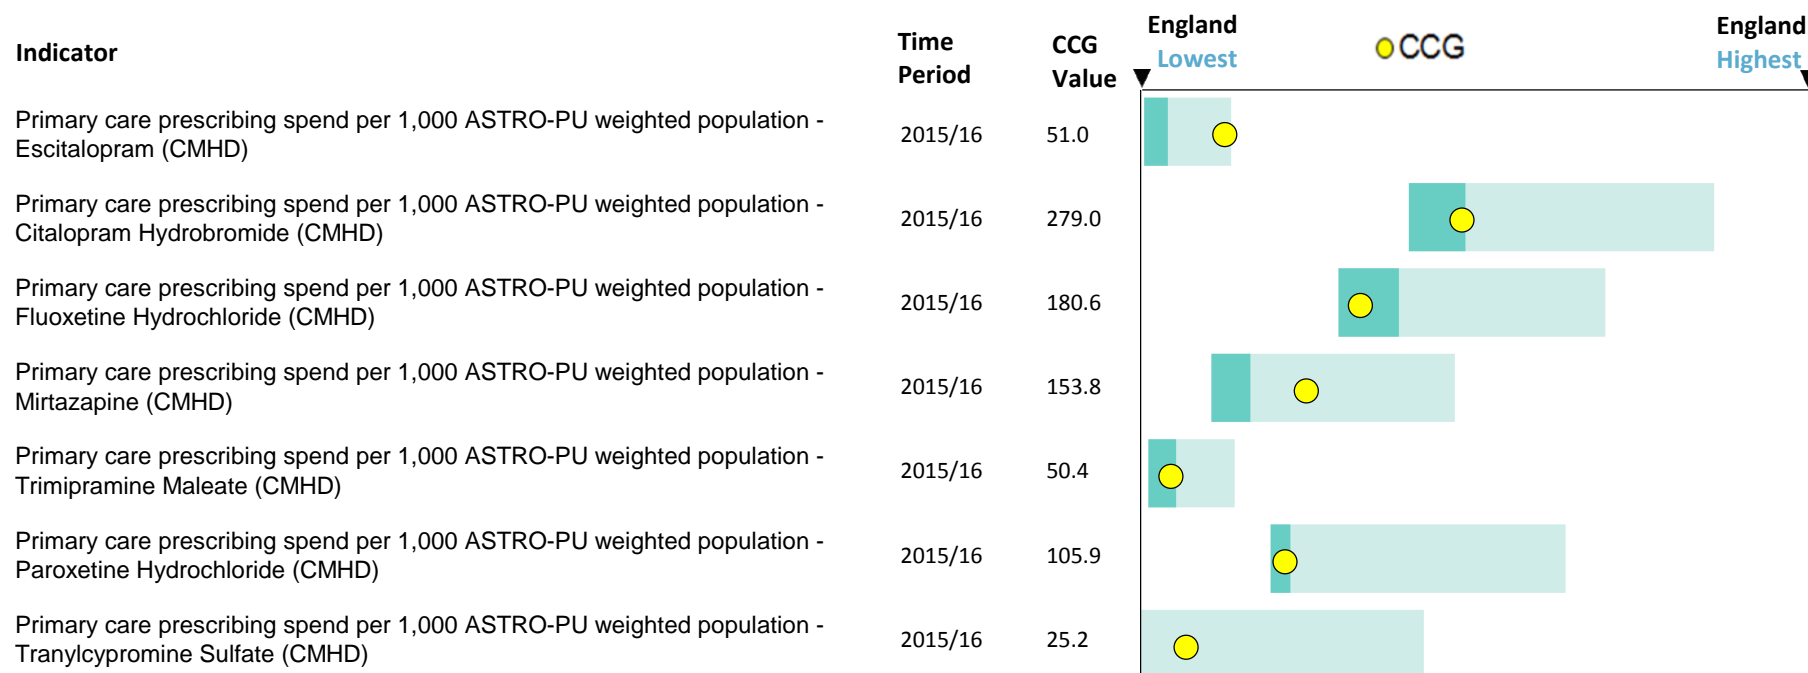 Indicator
Time Period
CCG Value
England Lowest
CCG
England Highest
Primary care prescribing spend per 1,000 ASTRO-PU weighted population -
Escitalopram (CMHD)
2015/16
51.0
Primary care prescribing spend per 1,000 ASTRO-PU weighted population -
Citalopram Hydrobromide (CMHD)
2015/16
279.0
Primary care prescribing spend per 1,000 ASTRO-PU weighted population -
Fluoxetine Hydrochloride (CMHD)
2015/16
180.6
Primary care prescribing spend per 1,000 ASTRO-PU weighted population -
Mirtazapine (CMHD)
2015/16
153.8
Primary care prescribing spend per 1,000 ASTRO-PU weighted population -
Trimipramine Maleate (CMHD)
2015/16
50.4
Primary care prescribing spend per 1,000 ASTRO-PU weighted population -
Paroxetine Hydrochloride (CMHD)
2015/16
105.9
Primary care prescribing spend per 1,000 ASTRO-PU weighted population -
Tranylcypromine Sulfate (CMHD)
2015/16
25.2